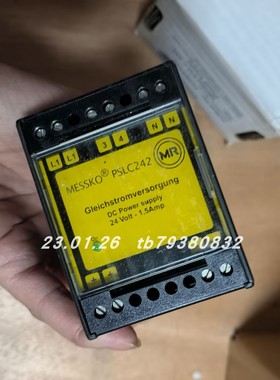 L1 L1 3 4 N N
MESSKO® PSLC242
MR
Gleichstromversorgung
DC Power supply
24 Volt - 1.5Amp.
23.01.26 tb79380832
+ +